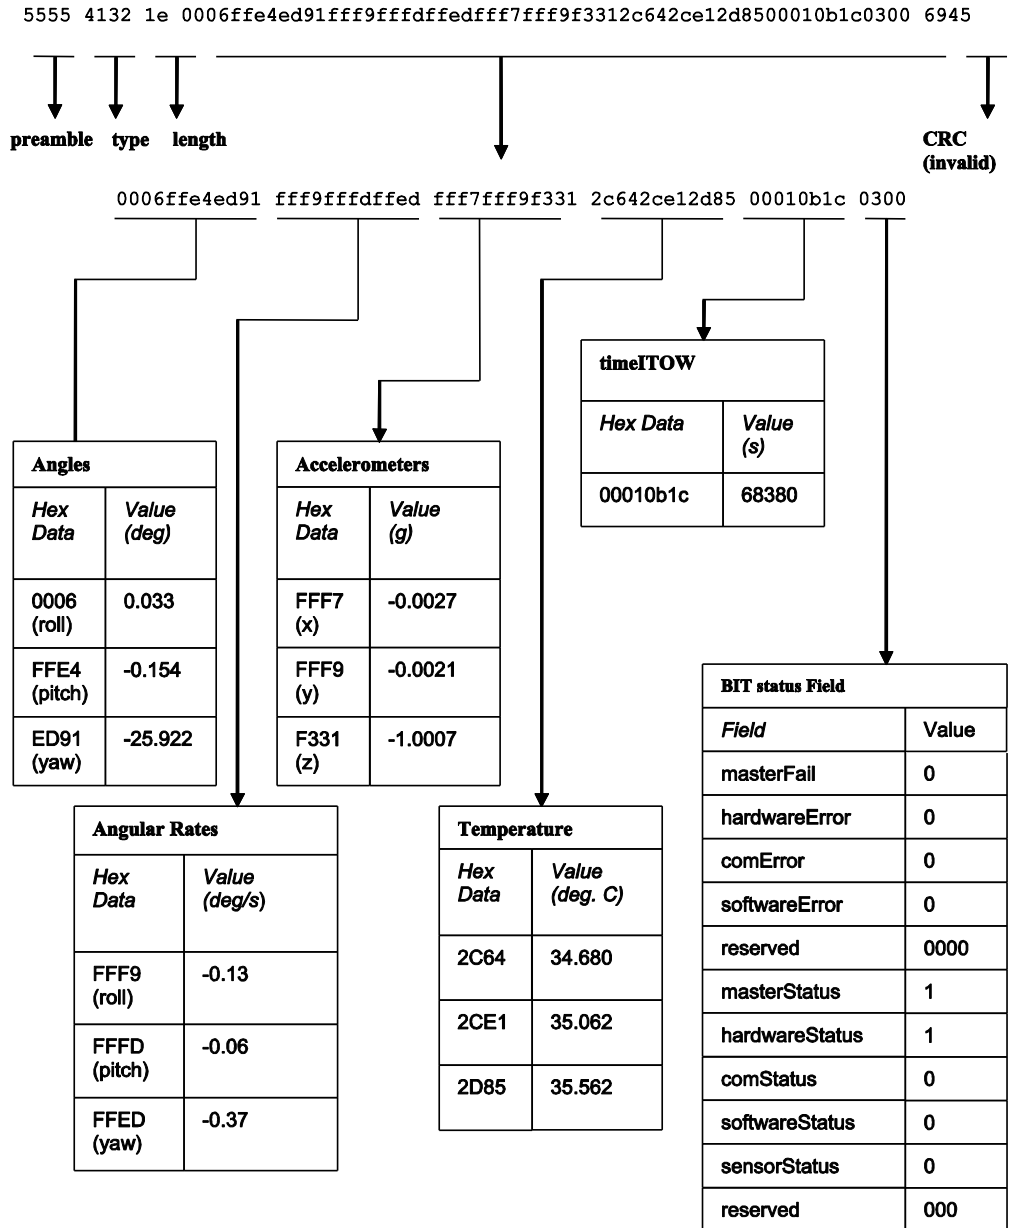 5555 4132 1e 0006ffe4ed91fff9fffdffedfff7fff9f3312c642ce12d8500010b1c0300 6945
preamble type length
CRC
(invalid)
0006ffe4ed91 fff9fffdffed fff7fff9f331 2c642ce12d85 00010b1c 0300
timeITOW
Hex Data Value
(s)
00010b1c 68380
Angles
Hex Value
Data (deg)
0006 0.033
(roll)
FFE4 -0.154
(pitch)
ED91 -25.922
(yaw)
Accelerometers
Hex Value
Data (g)
FFF7 -0.0027
(x)
FFF9 -0.0021
(y)
F331 -1.0007
(z)
Angular Rates
Hex Value
Data (deg/s)
FFF9 -0.13
(roll)
FFFD -0.06
(pitch)
FFED -0.37
(yaw)
Temperature
Hex Value
Data (deg. C)
2C64 34.680
2CE1 35.062
2D85 35.562
BIT status Field
Field Value
masterFail 0
hardwareError 0
comError 0
softwareError 0
reserved 0000
masterStatus 1
hardwareStatus 1
comStatus 0
softwareStatus 0
sensorStatus 0
reserved 000